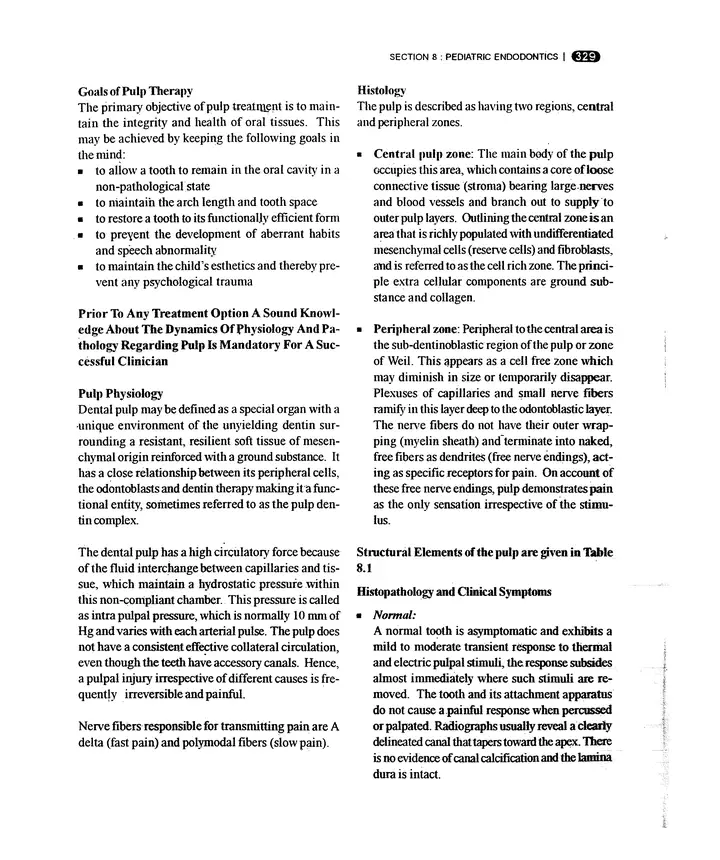 SECTION 8 : PEDIATRIC ENDODONTICS | 329
Goals of Pulp Therapy
The primary objective of pulp treatment is to main-
tain the integrity and health of oral tissues. This
may be achieved by keeping the following goals in
the mind:
▪ to allow a tooth to remain in the oral cavity in a
non-pathological state
▪ to maintain the arch length and tooth space
▪ to restore a tooth to its functionally efficient form
▪ to prevent the development of aberrant habits
and speech abnormality
▪ to maintain the child's esthetics and thereby pre-
vent any psychological trauma
Prior To Any Treatment Option A Sound Knowl-
edge About The Dynamics Of Physiology And Pa-
thology Regarding Pulp Is Mandatory For A Suc-
cessful Clinician
Pulp Physiology
Dental pulp may be defined as a special organ with a
unique environment of the unyielding dentin sur-
rounding a resistant, resilient soft tissue of mesen-
chymal origin reinforced with a ground substance. It
has a close relationship between its peripheral cells,
the odontoblasts and dentin therapy making it a func-
tional entity, sometimes referred to as the pulp den-
tin complex.
The dental pulp has a high circulatory force because
of the fluid interchange between capillaries and tis-
sue, which maintain a hydrostatic pressure within
this non-compliant chamber. This pressure is called
as intra pulpal pressure, which is normally 10 mm of
Hg and varies with each arterial pulse. The pulp does
not have a consistent effective collateral circulation,
even though the teeth have accessory canals. Hence,
a pulpal injury irrespective of different causes is fre-
quently irreversible and painful.
Nerve fibers responsible for transmitting pain are A
delta (fast pain) and polymodal fibers (slow pain).
Histology
The pulp is described as having two regions, central
and peripheral zones.
▪ Central pulp zone: The main body of the pulp
occupies this area, which contains a core of loose
connective tissue (stroma) bearing large nerves
and blood vessels and branch out to supply to
outer pulp layers. Outlining the central zone is an
area that is richly populated with undifferentiated
mesenchymal cells (reserve cells) and fibroblasts,
and is referred to as the cell rich zone. The princi-
ple extra cellular components are ground sub-
stance and collagen.
▪ Peripheral zone: Peripheral to the central area is
the sub-dentinoblastic region of the pulp or zone
of Weil. This appears as a cell free zone which
may diminish in size or temporarily disappear.
Plexuses of capillaries and small nerve fibers
ramify in this layer deep to the odontoblastic layer.
The nerve fibers do not have their outer wrap-
ping (myelin sheath) and terminate into naked,
free fibers as dendrites (free nerve endings), act-
ing as specific receptors for pain. On account of
these free nerve endings, pulp demonstrates pain
as the only sensation irrespective of the stimu-
lus.
Structural Elements of the pulp are given in Table
8.1
Histopathology and Clinical Symptoms
▪ Normal:
A normal tooth is asymptomatic and exhibits a
mild to moderate transient response to thermal
and electric pulpal stimuli, the response subsides
almost immediately where such stimuli are re-
moved. The tooth and its attachment apparatus
do not cause a painful response when percussed
or palpated. Radiographs usually reveal a clearly
delineated canal that tapers toward the apex. There
is no evidence of canal calcification and the lamina
dura is intact.